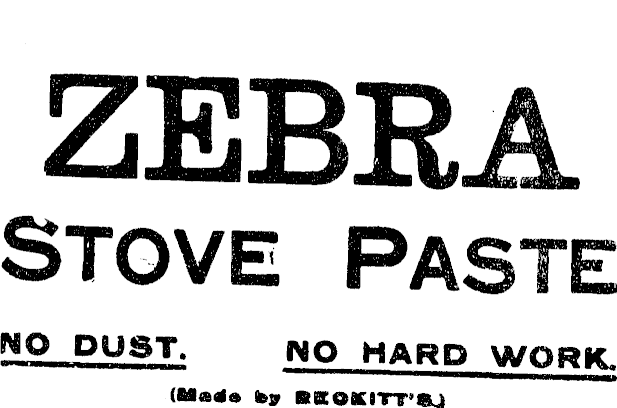 ZEBRA
STOVE PASTE
NO DUST. NO HARD WORK.
(Made by RECKITT'S.)